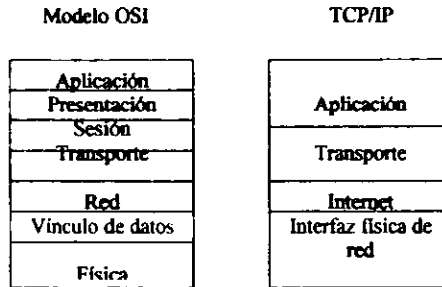 Modelo OSI
Aplicación
Presentación
Sesión
Transporte
Red
Vínculo de datos
Física
TCP/IP
Aplicación
Transporte
Internet
Interfaz física de
red